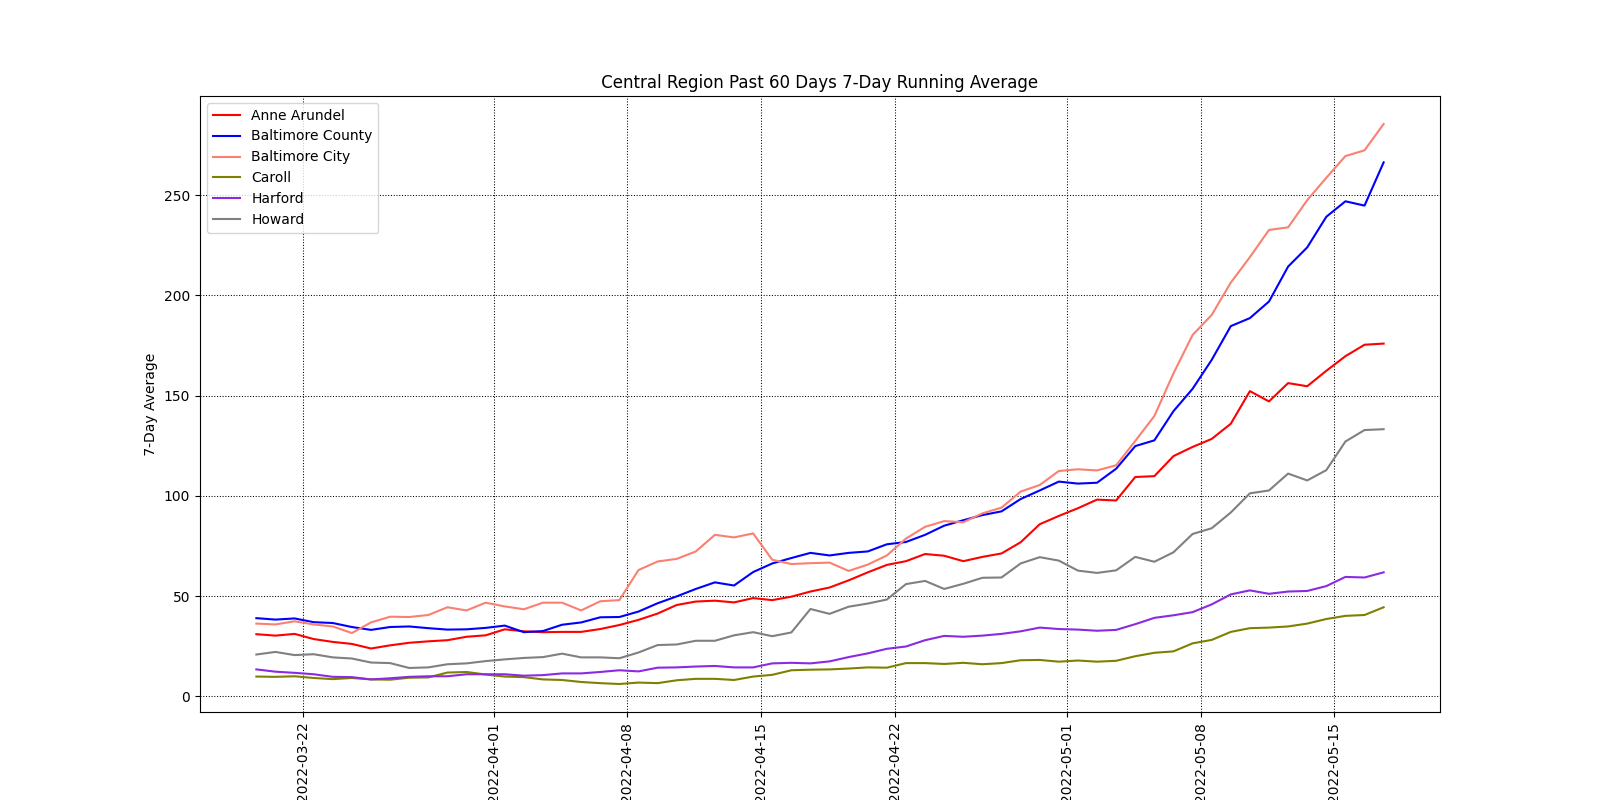 Central Region Past 60 Days 7-Day Running Average
Anne Arundel
Baltimore County
Baltimore City
Caroll
Harford
Howard
7-Day Average
250
200
150
100
50
0
2022-03-22
2022-04-01
2022-04-08
2022-04-15
2022-04-22
2022-05-01
2022-05-08
2022-05-15